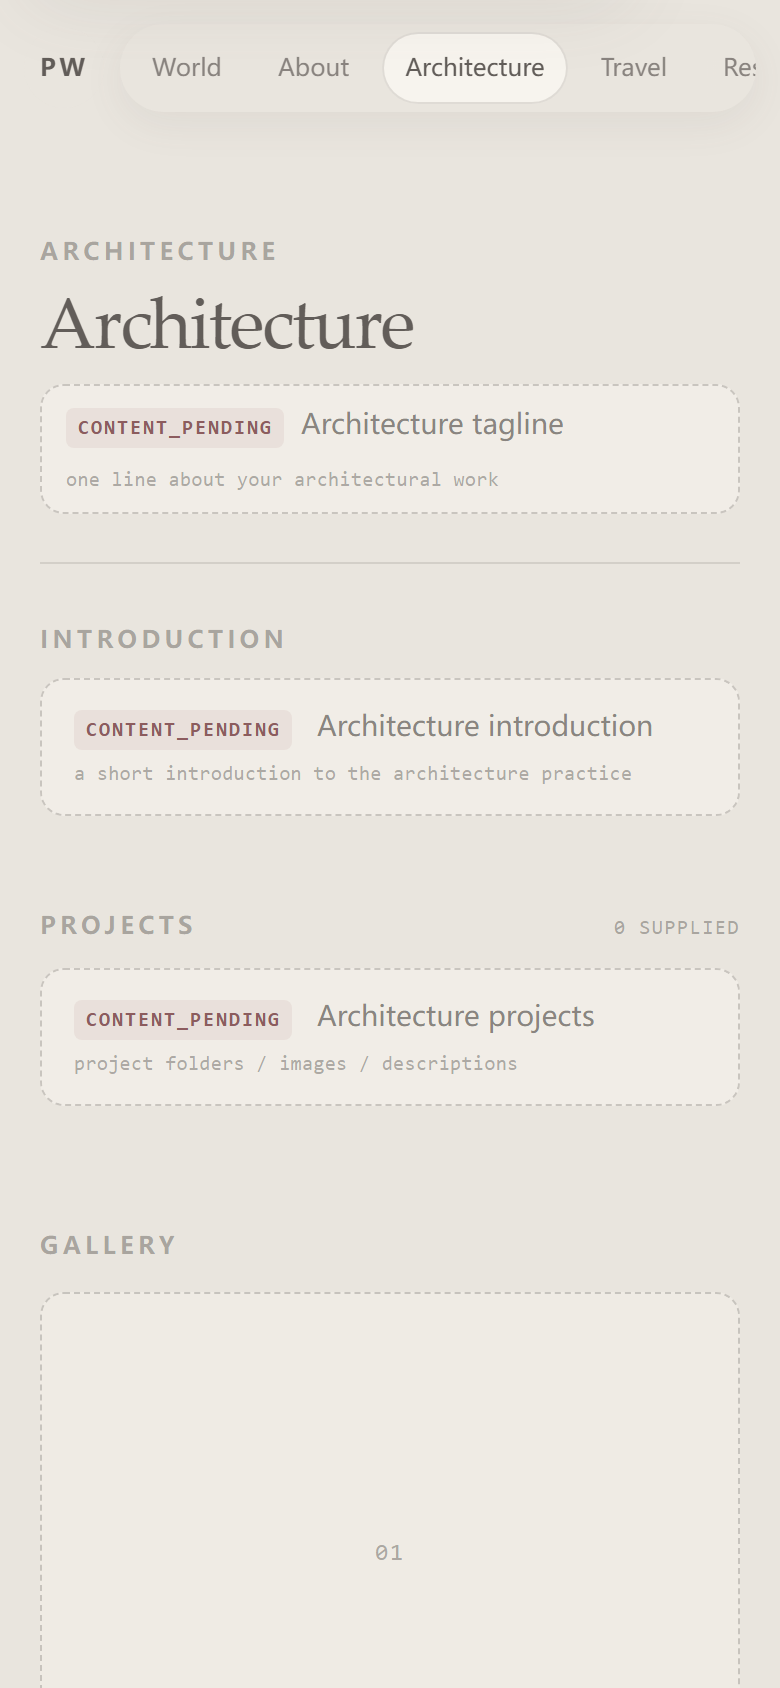 PW World About Architecture Travel Res
ARCHITECTURE
Architecture
CONTENT_PENDING Architecture tagline
one line about your architectural work
INTRODUCTION
CONTENT_PENDING Architecture introduction
a short introduction to the architecture practice
PROJECTS 0 SUPPLIED
CONTENT_PENDING Architecture projects
project folders / images / descriptions
GALLERY
01